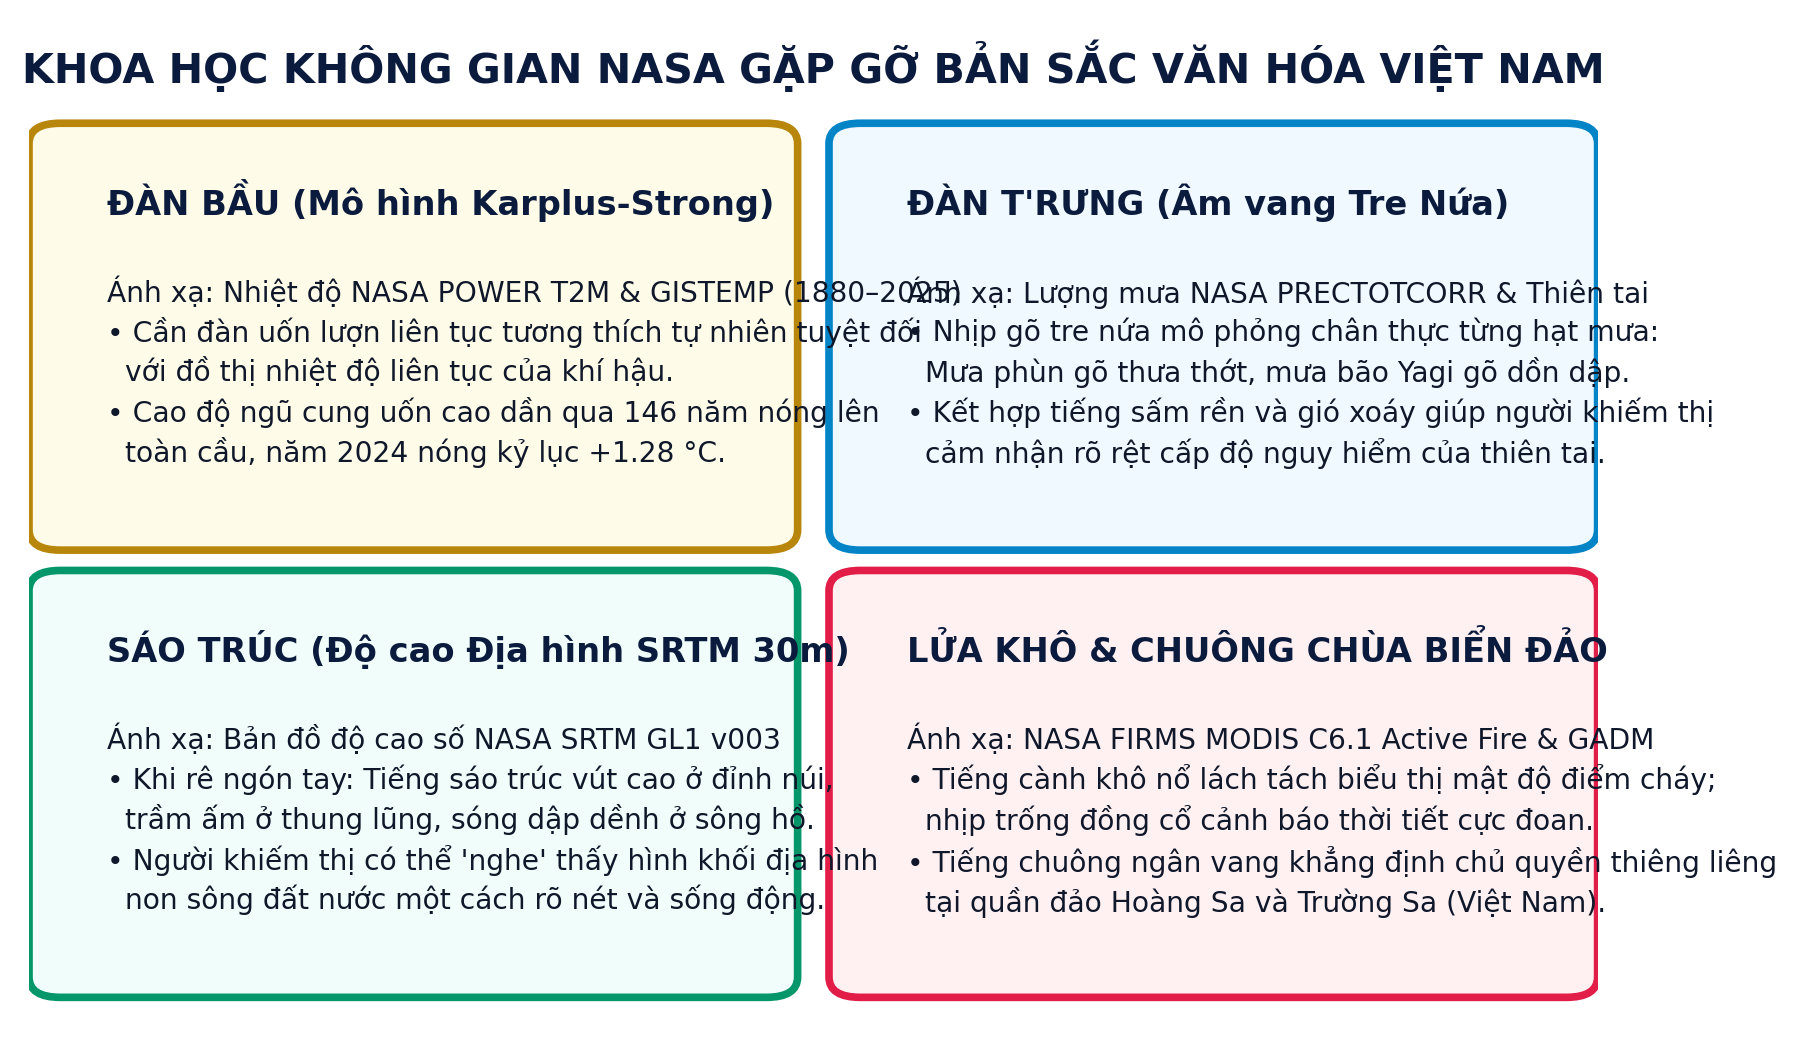 KHOA HỌC KHÔNG GIAN NASA GẶP GỠ BẢN SẮC VĂN HÓA VIỆT NAM
ĐÀN BẦU (Mô hình Karplus-Strong)
Ánh xạ: Nhiệt độ NASA POWER T2M & GISTEMP (1880–2025)
• Cần đàn uốn lượn liên tục tương thích tự nhiên tuyệt đối
với đồ thị nhiệt độ liên tục của khí hậu.
• Cao độ ngũ cung uốn cao dần qua 146 năm nóng lên
toàn cầu, năm 2024 nóng kỷ lục +1.28 °C.
ĐÀN T'RƯNG (Âm vang Tre Nứa)
Ánh xạ: Lượng mưa NASA PRECTOTCORR & Thiên tai
• Nhịp gõ tre nứa mô phỏng chân thực từng hạt mưa:
Mưa phùn gõ thưa thớt, mưa bão Yagi gõ dồn dập.
• Kết hợp tiếng sấm rền và gió xoáy giúp người khiếm thị
cảm nhận rõ rệt cấp độ nguy hiểm của thiên tai.
SÁO TRÚC (Độ cao Địa hình SRTM 30m)
Ánh xạ: Bản đồ độ cao số NASA SRTM GL1 v003
• Khi rê ngón tay: Tiếng sáo trúc vút cao ở đỉnh núi,
trầm ấm ở thung lũng, sóng dập dềnh ở sông hồ.
• Người khiếm thị có thể 'nghe' thấy hình khối địa hình
non sông đất nước một cách rõ nét và sống động.
LỬA KHÔ & CHUÔNG CHÙA BIỂN ĐẢO
Ánh xạ: NASA FIRMS MODIS C6.1 Active Fire & GADM
• Tiếng cành khô nổ lách tách biểu thị mật độ điểm cháy;
nhịp trống đồng cổ cảnh báo thời tiết cực đoan.
• Tiếng chuông ngân vang khẳng định chủ quyền thiêng liêng
tại quần đảo Hoàng Sa và Trường Sa (Việt Nam).